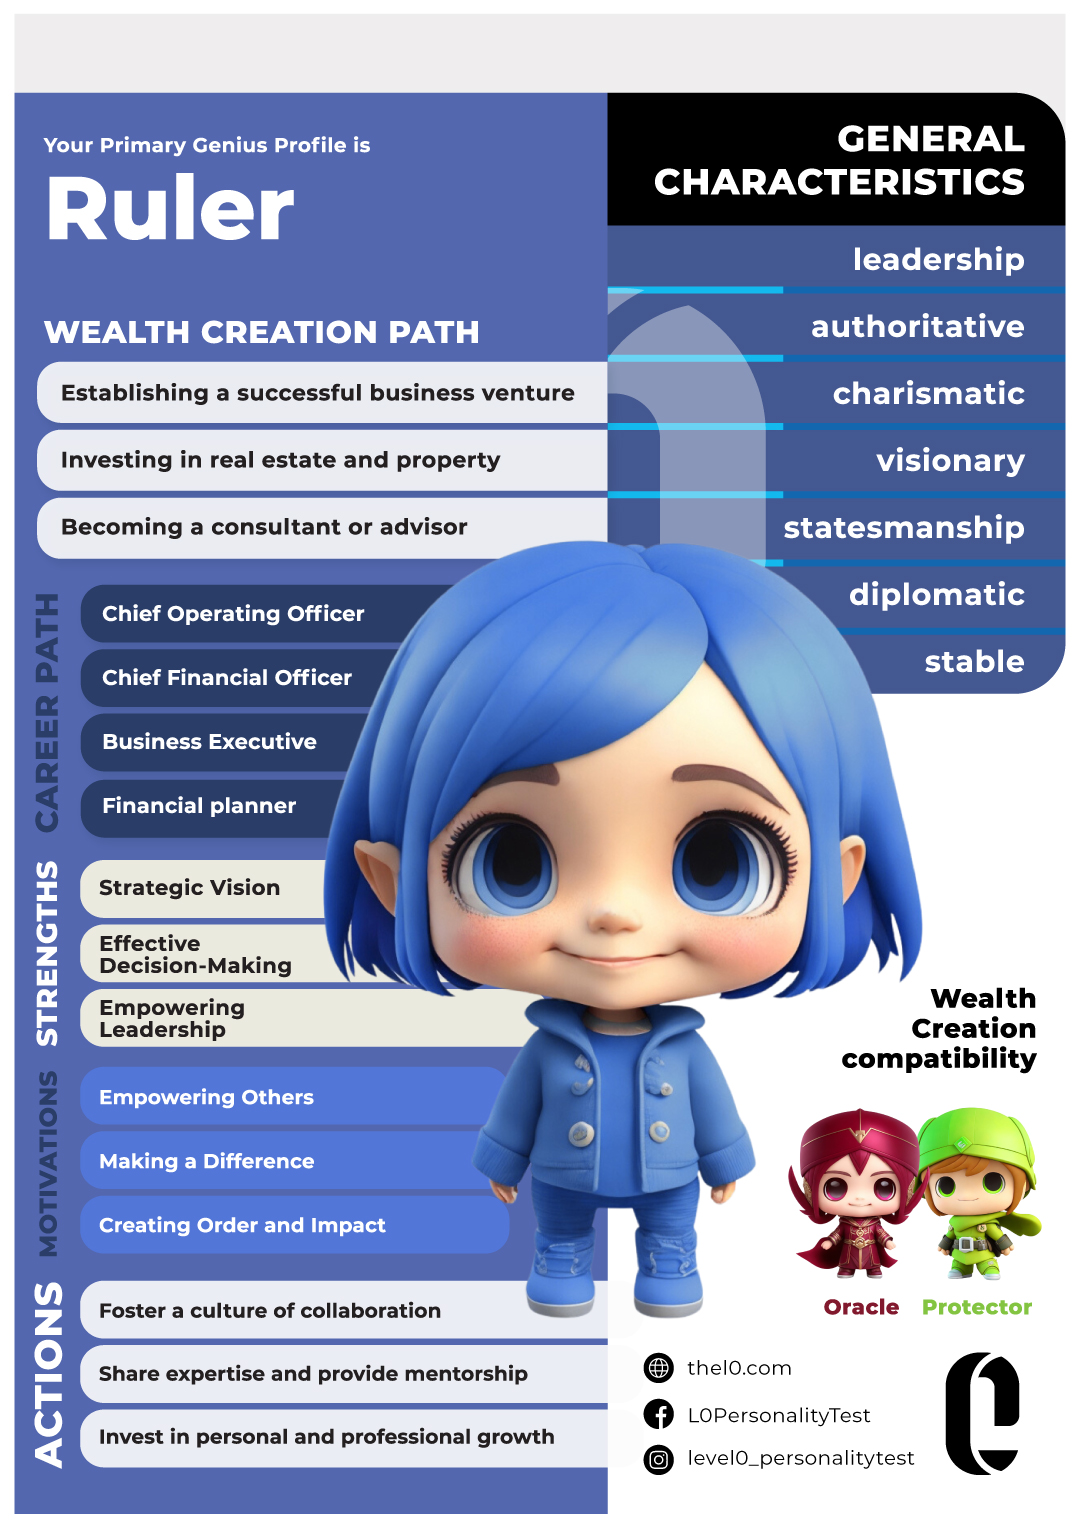 Your Primary Genius Profile is
Ruler
WEALTH CREATION PATH
Establishing a successful business venture
Investing in real estate and property
Becoming a consultant or advisor
GENERAL
CHARACTERISTICS
leadership
authoritative
charismatic
visionary
statesmanship
diplomatic
stable
CAREER PATH
Chief Operating Officer
Chief Financial Officer
Business Executive
Financial planner
STRENGTHS
Strategic Vision
Effective
Decision-Making
Empowering
Leadership
MOTIVATIONS
Empowering Others
Making a Difference
Creating Order and Impact
ACTIONS
Foster a culture of collaboration
Share expertise and provide mentorship
Invest in personal and professional growth
Wealth
Creation
compatibility
Oracle
Protector
thel0.com
L0PersonalityTest
level0_personalitytest